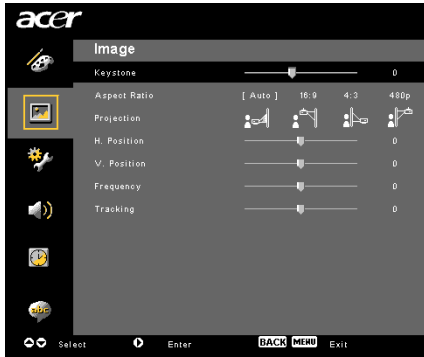 acer
Image
Keystone 0
Aspect Ratio [ Auto ] 16:9 4:3 480p
Projection
H. Position 0
V. Position 0
Frequency 0
Tracking 0
abc
Select Enter BACK MENU Exit